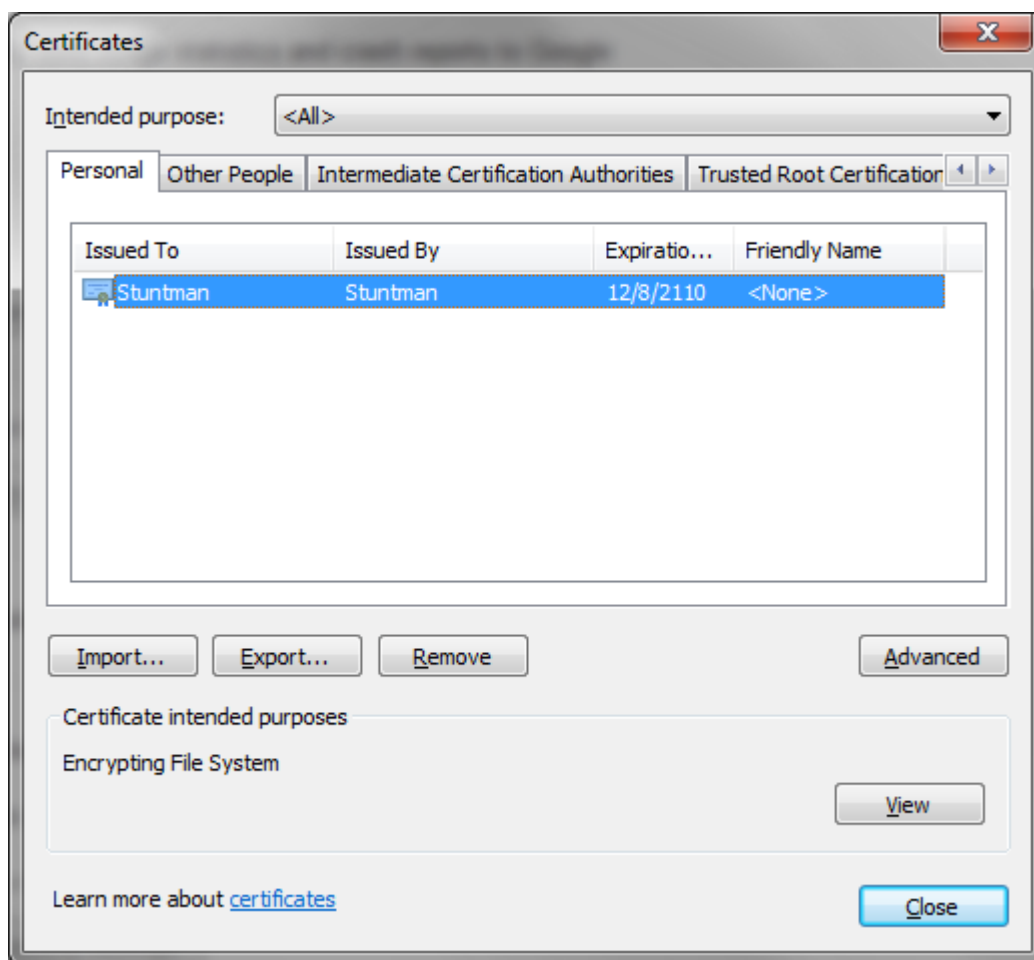 Certificates
Intended purpose: <All>
Personal Other People Intermediate Certification Authorities Trusted Root Certification
Issued To Issued By Expiratio... Friendly Name
Stuntman Stuntman 12/8/2110 <None>
Import... Export... Remove Advanced
Certificate intended purposes
Encrypting File System
View
Learn more about certificates
Close